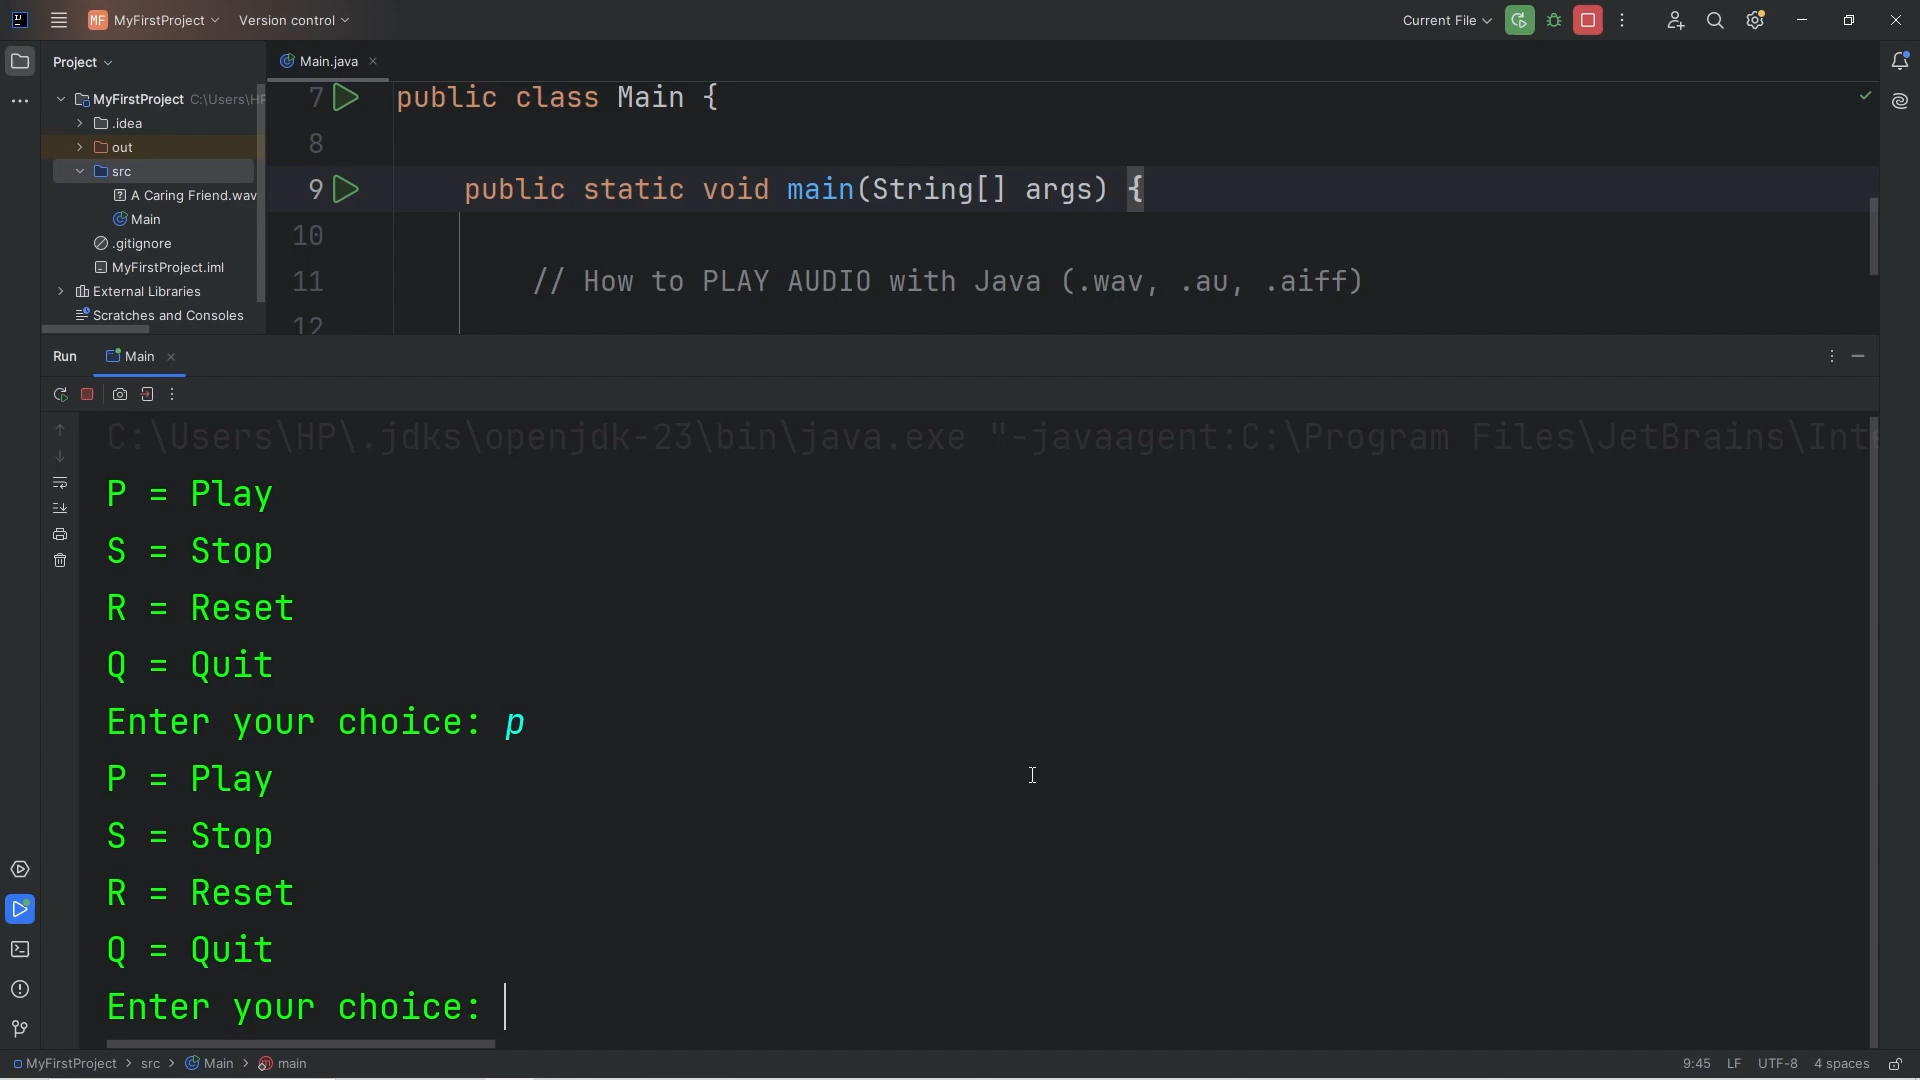 MF MyFirstProject Version control Current File
Project
Main.java
MyFirstProject C:\Users\HP
.idea
out
src
A Caring Friend.wav
Main
.gitignore
MyFirstProject.iml
External Libraries
Scratches and Consoles
7 public class Main {
8
9 public static void main(String[] args) {
10
11 // How to PLAY AUDIO with Java (.wav, .au, .aiff)
12
Run Main
C:\Users\HP\.jdks\openjdk-23\bin\java.exe "-javaagent:C:\Program Files\JetBrains\Inte
P = Play
S = Stop
R = Reset
Q = Quit
Enter your choice: p
P = Play
S = Stop
R = Reset
Q = Quit
Enter your choice:
MyFirstProject > src > Main > main 9:45 LF UTF-8 4 spaces